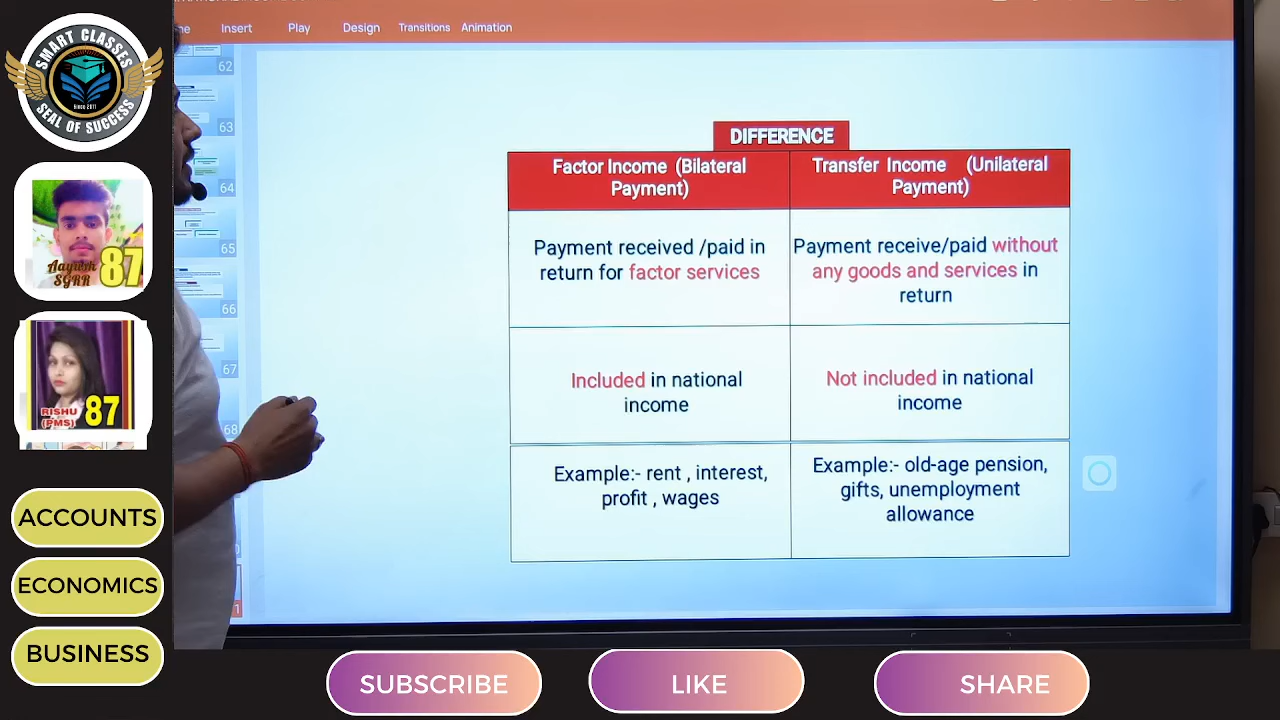 SMART CLASSES
Since 2011
SEAL OF SUCCESS
Aayush
SGRR
87
RISHU
(PMS)
87
ACCOUNTS
ECONOMICS
BUSINESS
Insert Play Design Transitions Animation
62
63
64
65
66
67
68
DIFFERENCE
Factor Income (Bilateral
Payment)
Transfer Income (Unilateral
Payment)
Payment received /paid in
return for factor services
Payment receive/paid without
any goods and services in
return
Included in national
income
Not included in national
income
Example:- rent , interest,
profit , wages
Example:- old-age pension,
gifts, unemployment
allowance
SUBSCRIBE
LIKE
SHARE